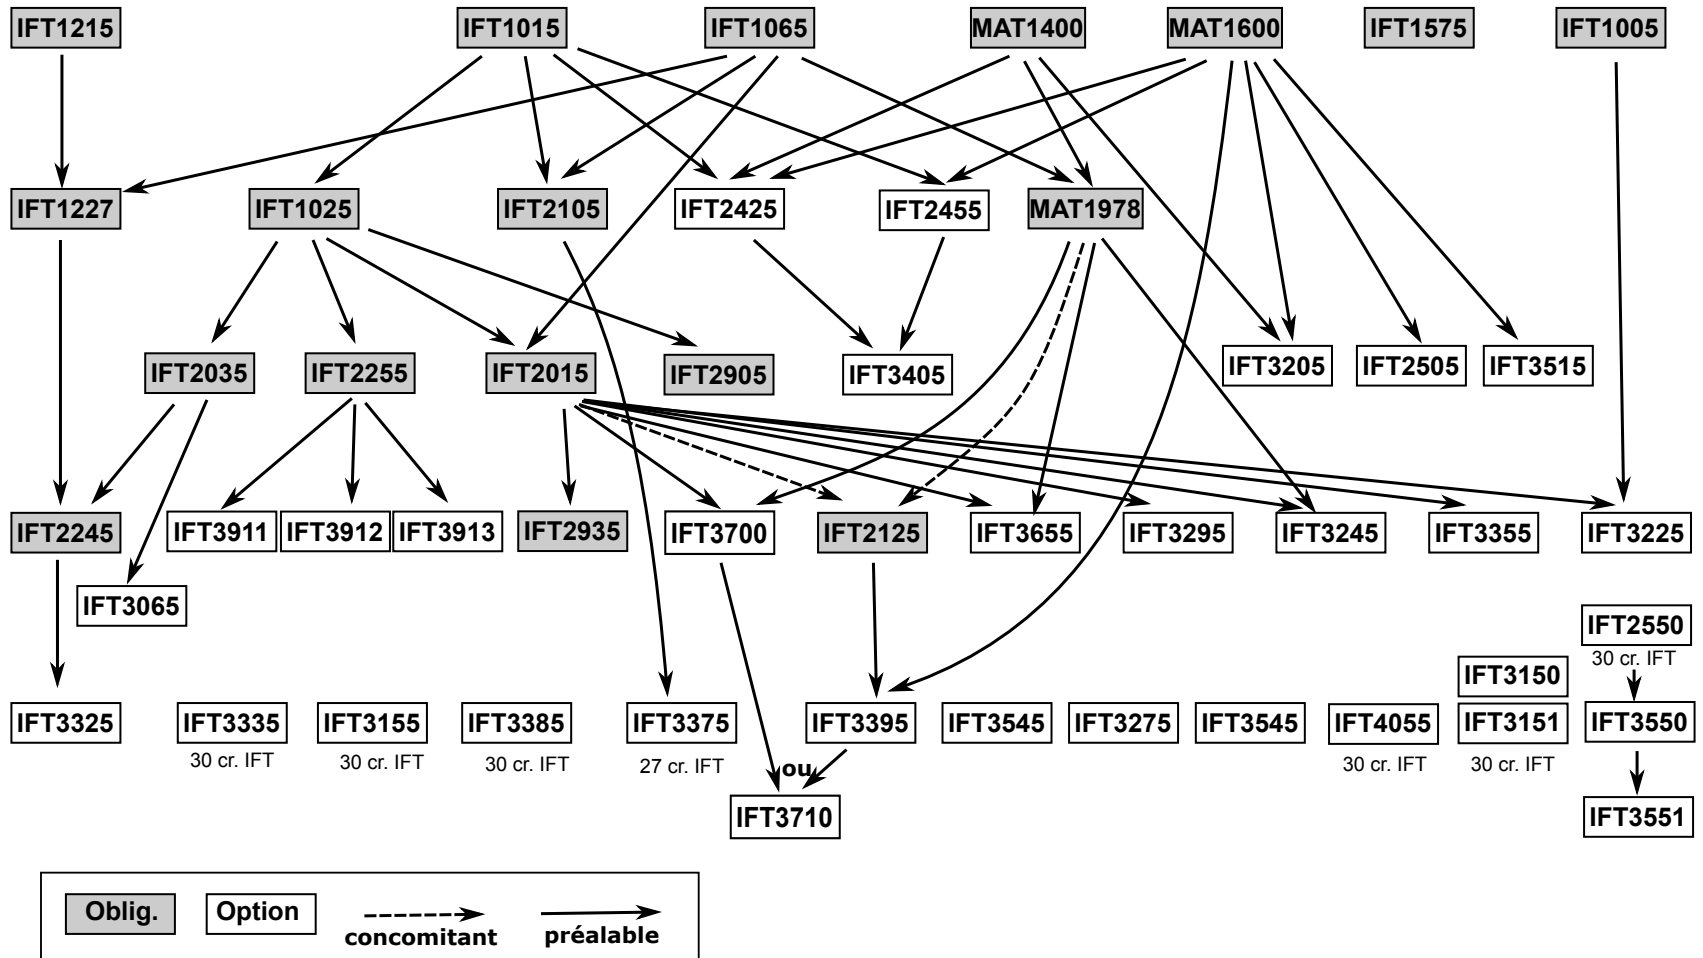 IFT1215 IFT1015 IFT1065 MAT1400 MAT1600 IFT1575 IFT1005
IFT1227 IFT1025 IFT2105 IFT2425 IFT2455 MAT1978
IFT2035 IFT2255 IFT2015 IFT2905 IFT3405 IFT3205 IFT2505 IFT3515
IFT2245 IFT3911 IFT3912 IFT3913 IFT2935 IFT3700 IFT2125 IFT3655 IFT3295 IFT3245 IFT3355 IFT3225
IFT3065
IFT2550
30 cr. IFT
IFT3150
IFT3325 IFT3335 IFT3155 IFT3385 IFT3375 IFT3395 IFT3545 IFT3275 IFT3545 IFT4055 IFT3151 IFT3550
30 cr. IFT 30 cr. IFT 30 cr. IFT 27 cr. IFT ou 30 cr. IFT 30 cr. IFT
IFT3710 IFT3551
Oblig. Option concomitant préalable